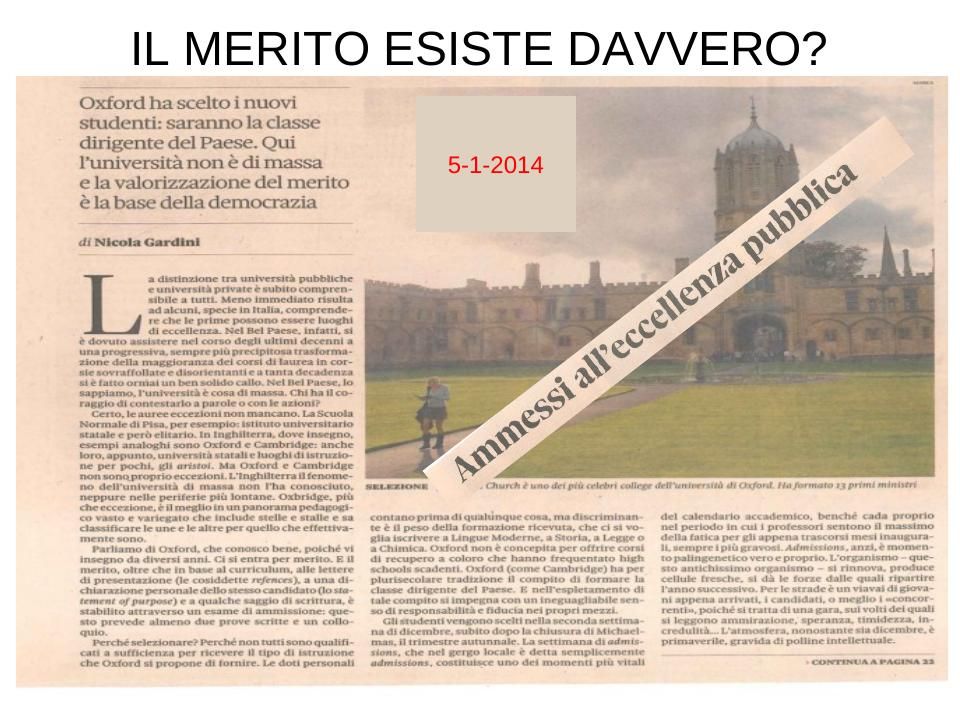 IL MERITO ESISTE DAVVERO?
Oxford ha scelto i nuovi
studenti: saranno la classe
dirigente del Paese. Qui
l'università non è di massa
e la valorizzazione del merito
è la base della democrazia
di Nicola Gardini
5-1-2014
Ammessi all'eccellenza pubblica
La distinzione tra università pubbliche
e università private è subito compren-
sibile a tutti. Meno immediato risulta
ad alcuni, specie in Italia, comprende-
re che le prime possono essere luoghi
di eccellenza. Nel Bel Paese, infatti, si
è dovuto assistere nel corso degli ultimi decenni a
una progressiva, sempre più precipitosa trasforma-
zione della maggioranza dei corsi di laurea in cor-
sie sovraffollate e disorientanti e a tanta decadenza
si è fatto ormai un ben solido callo. Nel Bel Paese, lo
sappiamo, l'università è cosa di massa. Chi ha il co-
raggio di contestarlo a parole o con le azioni?
Certo, le auree eccezioni non mancano. La Scuola
Normale di Pisa, per esempio: istituto universitario
statale e però elitario. In Inghilterra, dove insegno,
esempi analoghi sono Oxford e Cambridge: anche
loro, appunto, università statali e luoghi di istruzio-
ne per pochi, gli aristoi. Ma Oxford e Cambridge
non sono proprio eccezioni. L'Inghilterra il fenome-
no dell'università di massa non l'ha conosciuto,
neppure nelle periferie più lontane. Oxbridge, più
che eccezione, è il meglio in un panorama pedagogi-
co vasto e variegato che include stelle e stalle e sa
classificare le une e le altre per quello che effettiva-
mente sono.
Parliamo di Oxford, che conosco bene, poiché vi
insegno da diversi anni. Ci si entra per merito. E il
merito, oltre che in base al curriculum, alle lettere
di presentazione (le cosiddette refences), a una di-
chiarazione personale dello stesso candidato (lo sta-
tement of purpose) e a qualche saggio di scrittura, è
stabilito attraverso un esame di ammissione: que-
sto prevede almeno due prove scritte e un collo-
quio.
Perché selezionare? Perché non tutti sono qualifi-
cati a sufficienza per ricevere il tipo di istruzione
che Oxford si propone di fornire. Le doti personali
SELEZIONE Church è uno dei più celebri college dell'università di Oxford. Ha formato 13 primi ministri
contano prima di qualunque cosa, ma discriminan-
te è il peso della formazione ricevuta, che ci si vo-
glia iscrivere a Lingue Moderne, a Storia, a Legge o
a Chimica. Oxford non è concepita per offrire corsi
di recupero a coloro che hanno frequentato high
schools scadenti. Oxford (come Cambridge) ha per
plurisecolare tradizione il compito di formare la
classe dirigente del Paese. E nell'espletamento di
tale compito si impegna con un ineguagliabile sen-
so di responsabilità e fiducia nei propri mezzi.
Gli studenti vengono scelti nella seconda settima-
na di dicembre, subito dopo la chiusura di Michael-
mas, il trimestre autunnale. La settimana di admis-
sions, che nel gergo locale è detta semplicemente
admissions, costituisce uno dei momenti più vitali
del calendario accademico, benché cada proprio
nel periodo in cui i professori sentono il massimo
della fatica per gli appena trascorsi mesi inaugura-
li, sempre i più gravosi. Admissions, anzi, è momen-
to palingenetico vero e proprio. L'organismo – que-
sto antichissimo organismo – si rinnova, produce
cellule fresche, si dà le forze dalle quali ripartire
l'anno successivo. Per le strade è un viavai di giova-
ni appena arrivati, i candidati, o meglio i «concor-
renti», poiché si tratta di una gara, sui volti dei quali
si leggono ammirazione, speranza, timidezza, in-
credulità... L'atmosfera, nonostante sia dicembre, è
primaverile, gravida di polline intellettuale.
› CONTINUA A PAGINA 22